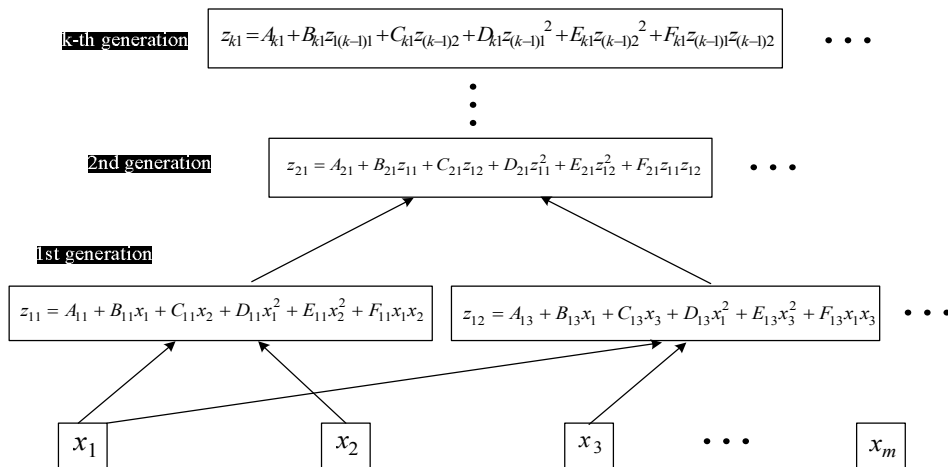 k-th generation
z_{k1} = A_{k1} + B_{k1}z_{1(k-1)1} + C_{k1}z_{(k-1)2} + D_{k1}z_{(k-1)1}^2 + E_{k1}z_{(k-1)2}^2 + F_{k1}z_{(k-1)1}z_{(k-1)2}
2nd generation
z_{21} = A_{21} + B_{21}z_{11} + C_{21}z_{12} + D_{21}z_{11}^2 + E_{21}z_{12}^2 + F_{21}z_{11}z_{12}
1st generation
z_{11} = A_{11} + B_{11}x_1 + C_{11}x_2 + D_{11}x_1^2 + E_{11}x_2^2 + F_{11}x_1x_2
z_{12} = A_{13} + B_{13}x_1 + C_{13}x_3 + D_{13}x_1^2 + E_{13}x_3^2 + F_{13}x_1x_3
x_1 x_2 x_3 x_m